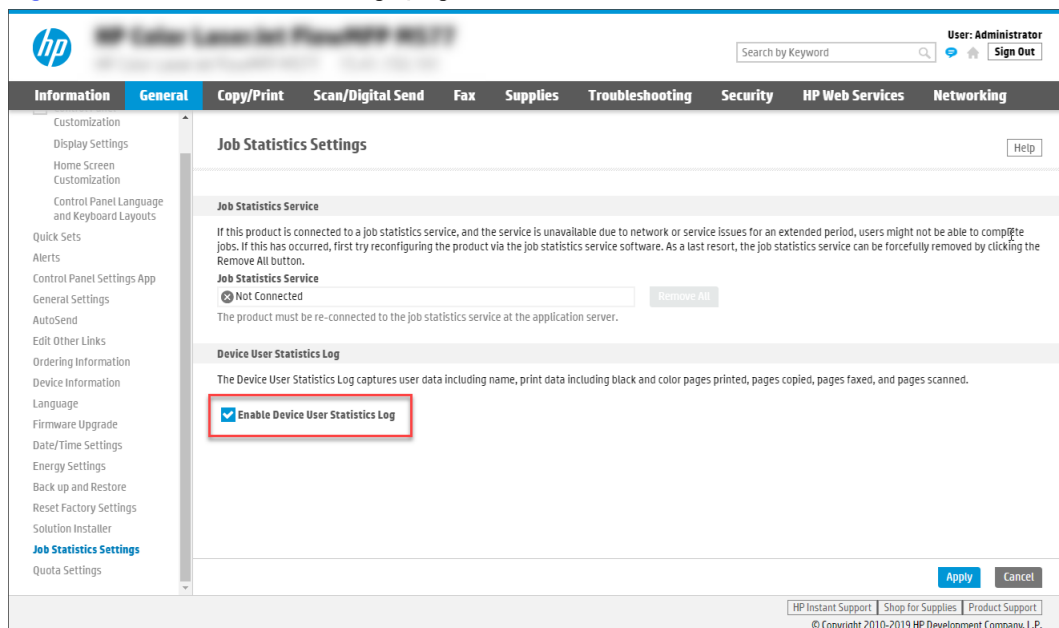 hp
User: Administrator
Search by Keyword
Sign Out
Information General Copy/Print Scan/Digital Send Fax Supplies Troubleshooting Security HP Web Services Networking
Customization
Display Settings
Home Screen
Customization
Control Panel Language
and Keyboard Layouts
Quick Sets
Alerts
Control Panel Settings App
General Settings
AutoSend
Edit Other Links
Ordering Information
Device Information
Language
Firmware Upgrade
Date/Time Settings
Energy Settings
Back up and Restore
Reset Factory Settings
Solution Installer
Job Statistics Settings
Quota Settings
Job Statistics Settings
Help
Job Statistics Service
If this product is connected to a job statistics service, and the service is unavailable due to network or service issues for an extended period, users might not be able to complete
jobs. If this has occurred, first try reconfiguring the product via the job statistics service software. As a last resort, the job statistics service can be forcefully removed by clicking the
Remove All button.
Job Statistics Service
Not Connected
Remove All
The product must be re-connected to the job statistics service at the application server.
Device User Statistics Log
The Device User Statistics Log captures user data including name, print data including black and color pages printed, pages copied, pages faxed, and pages scanned.
Enable Device User Statistics Log
Apply Cancel
HP Instant Support Shop for Supplies Product Support
© Copyright 2010-2019 HP Development Company, L.P.